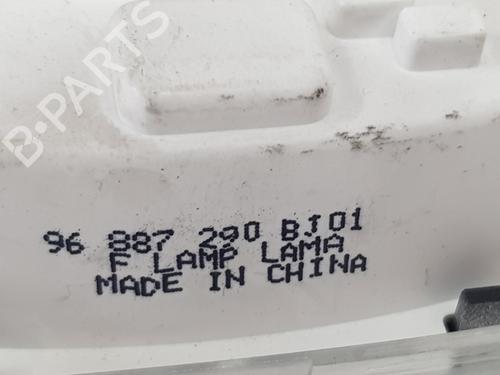 B-PARTS
96 887 290 BJ01
F LAMP LAMA
MADE IN CHINA